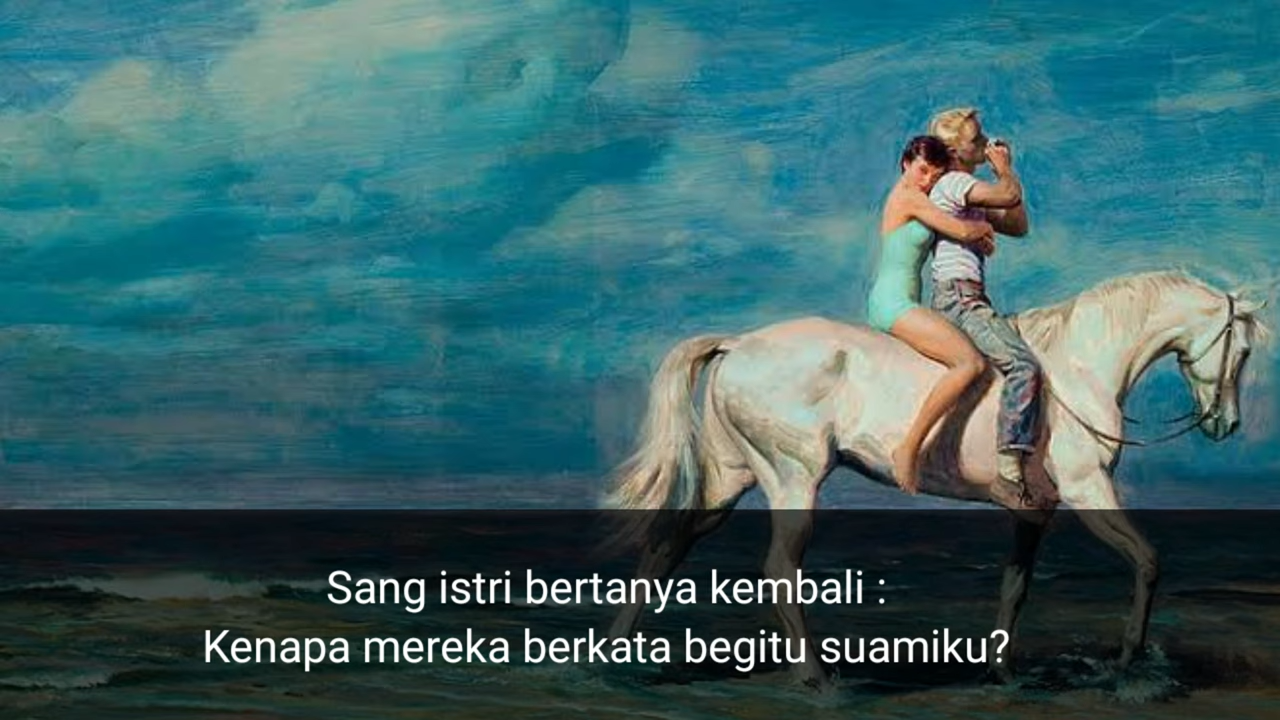 Sang istri bertanya kembali :
Kenapa mereka berkata begitu suamiku?